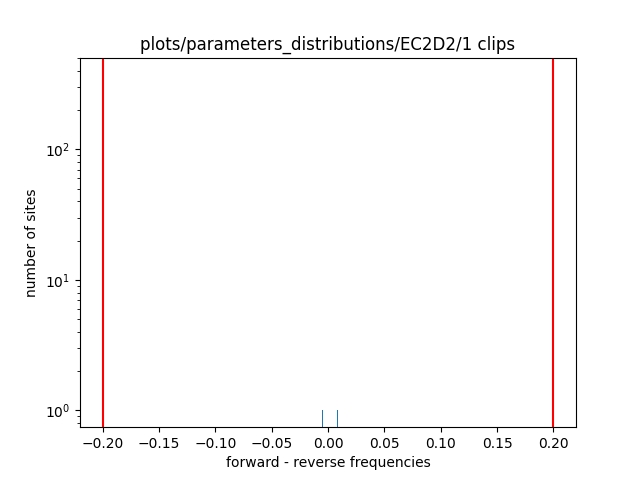 plots/parameters_distributions/EC2D2/1 clips
number of sites
10²
10¹
10⁰
−0.20 −0.15 −0.10 −0.05 0.00 0.05 0.10 0.15 0.20
forward - reverse frequencies